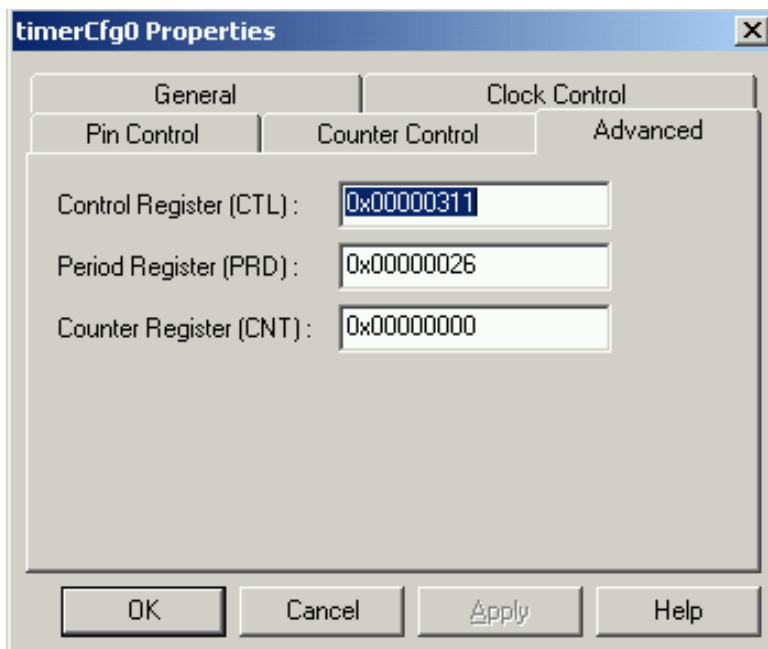 timerCfg0 Properties
General Clock Control
Pin Control Counter Control Advanced
Control Register (CTL) : 0x00000311
Period Register (PRD) : 0x00000026
Counter Register (CNT) : 0x00000000
OK Cancel Apply Help